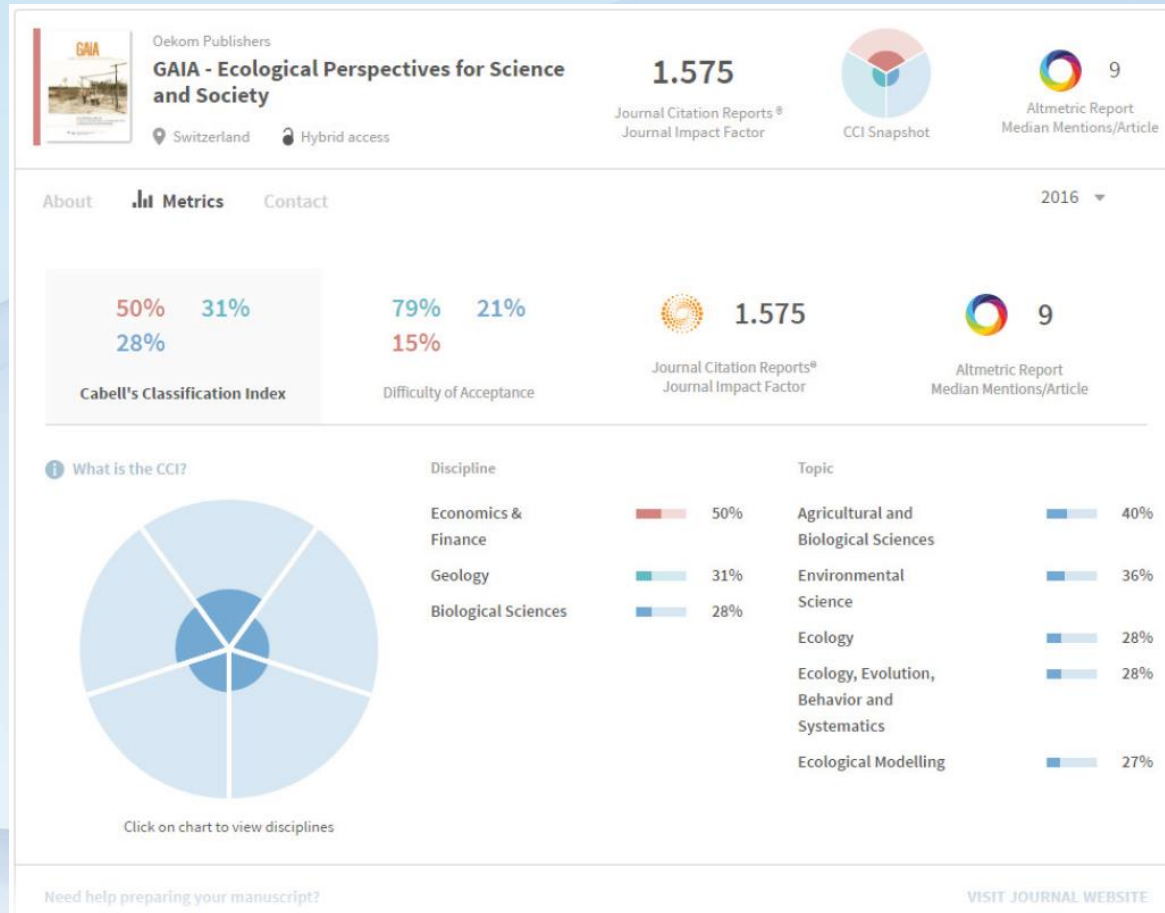 GAIA
Oekom Publishers
GAIA - Ecological Perspectives for Science
and Society
Switzerland
Hybrid access
1.575
Journal Citation Reports ®
Journal Impact Factor
CCI Snapshot
9
Altmetric Report
Median Mentions/Article
About
Metrics
Contact
2016
50% 31%
28%
Cabell's Classification Index
79% 21%
15%
Difficulty of Acceptance
1.575
Journal Citation Reports®
Journal Impact Factor
9
Altmetric Report
Median Mentions/Article
What is the CCI?
Click on chart to view disciplines
Discipline
Economics &
Finance
50%
Geology
31%
Biological Sciences
28%
Topic
Agricultural and
Biological Sciences
40%
Environmental
Science
36%
Ecology
28%
Ecology, Evolution,
Behavior and
Systematics
28%
Ecological Modelling
27%
Need help preparing your manuscript?
VISIT JOURNAL WEBSITE